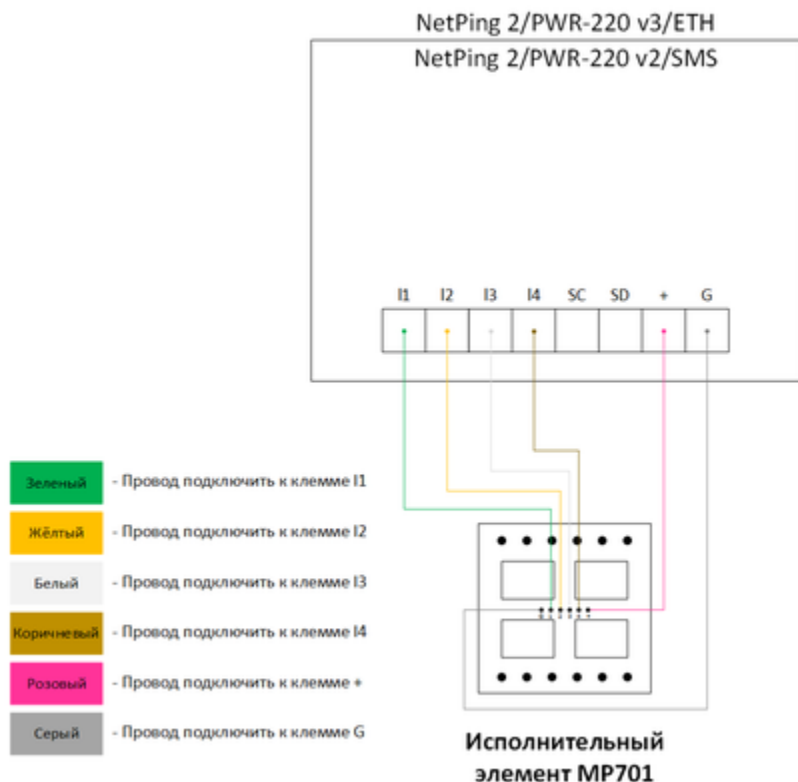 NetPing 2/PWR-220 v3/ETH
NetPing 2/PWR-220 v2/SMS
I1 I2 I3 I4 SC SD + G
Зеленый - Провод подключить к клемме I1
Жёлтый - Провод подключить к клемме I2
Белый - Провод подключить к клемме I3
Коричневый - Провод подключить к клемме I4
Розовый - Провод подключить к клемме +
Серый - Провод подключить к клемме G
Исполнительный
элемент MP701